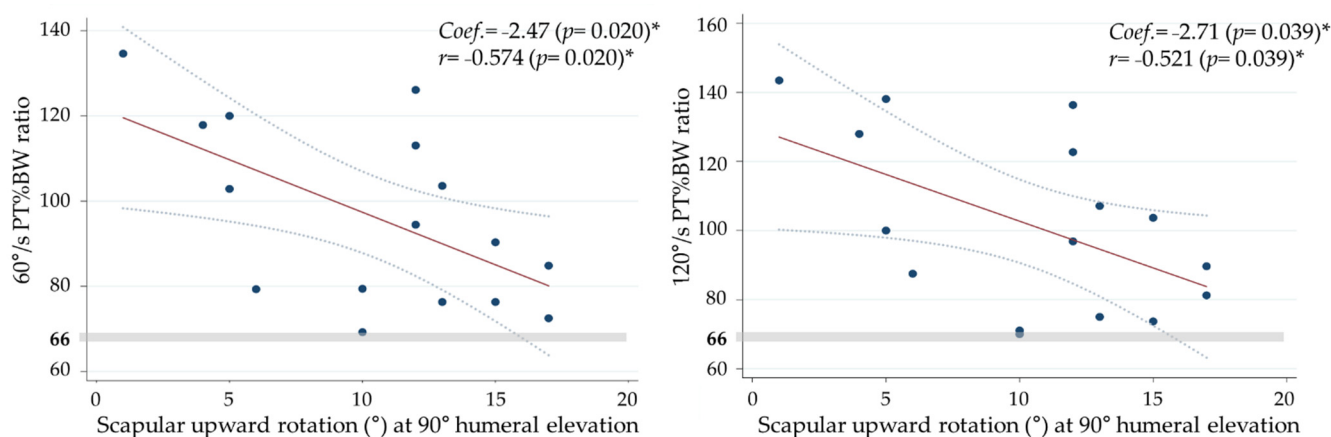 140
120
100
80
66
60
60°/s PT%BW ratio
Coef.= -2.47 (p= 0.020)*
r= -0.574 (p= 0.020)*
0 5 10 15 20
Scapular upward rotation (°) at 90° humeral elevation
160
140
120
100
80
66
60
120°/s PT%BW ratio
Coef.= -2.71 (p= 0.039)*
r= -0.521 (p= 0.039)*
0 5 10 15 20
Scapular upward rotation (°) at 90° humeral elevation